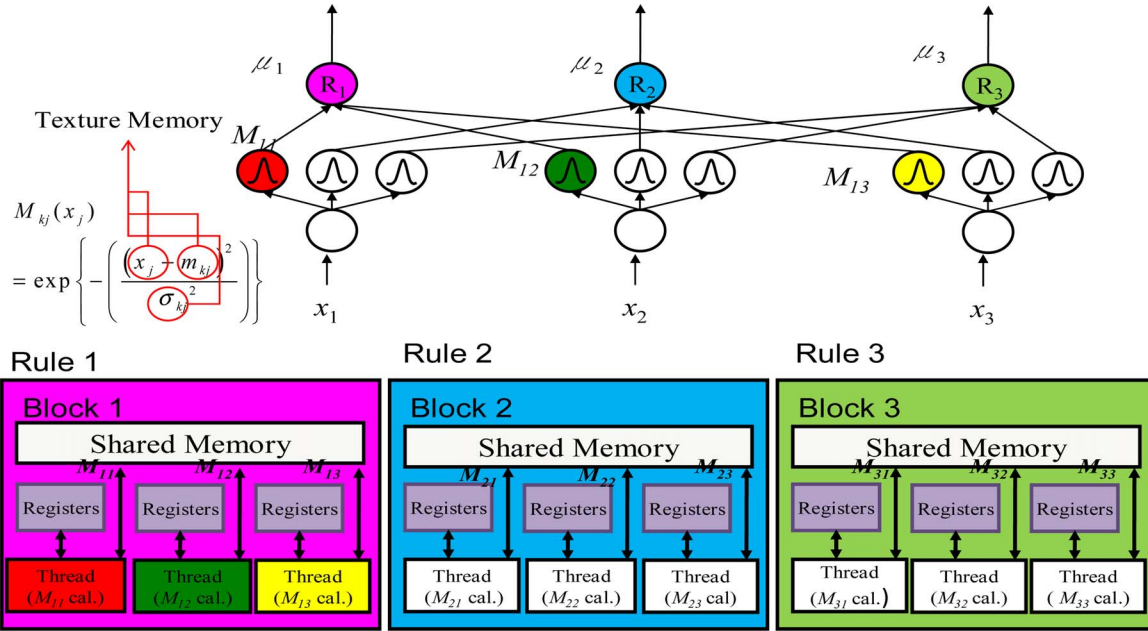 μ1 μ2 μ3
R1 R2 R3
Texture Memory
M11 M12 M13
Mkj(xj)
= exp{−((xj − mkj)² / σkj²)}
x1 x2 x3
Rule 1 Rule 2 Rule 3
Block 1
Shared Memory
M11 M12 M13
Registers Registers Registers
Thread Thread Thread
(M11 cal.) (M12 cal.) (M13 cal.)
Block 2
Shared Memory
M21 M22 M23
Registers Registers Registers
Thread Thread Thread
(M21 cal.) (M22 cal.) (M23 cal)
Block 3
Shared Memory
M31 M32 M33
Registers Registers Registers
Thread Thread Thread
(M31 cal.) (M32 cal.) ( M33 cal.)